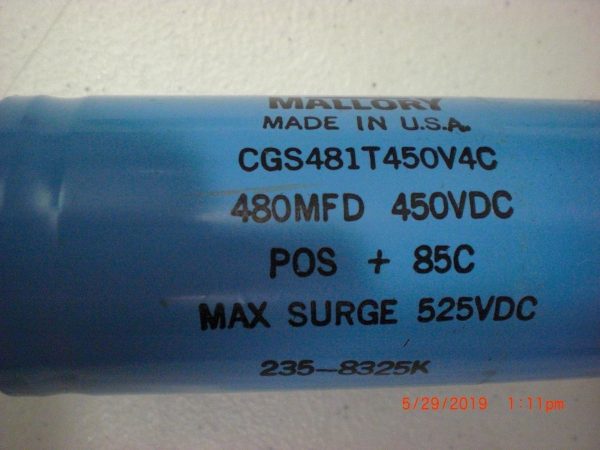 MALLORY
MADE IN U.S.A.
CGS481T450V4C
480MFD 450VDC
POS + 85C
MAX SURGE 525VDC
235-8325K
5/29/2019 1:11pm